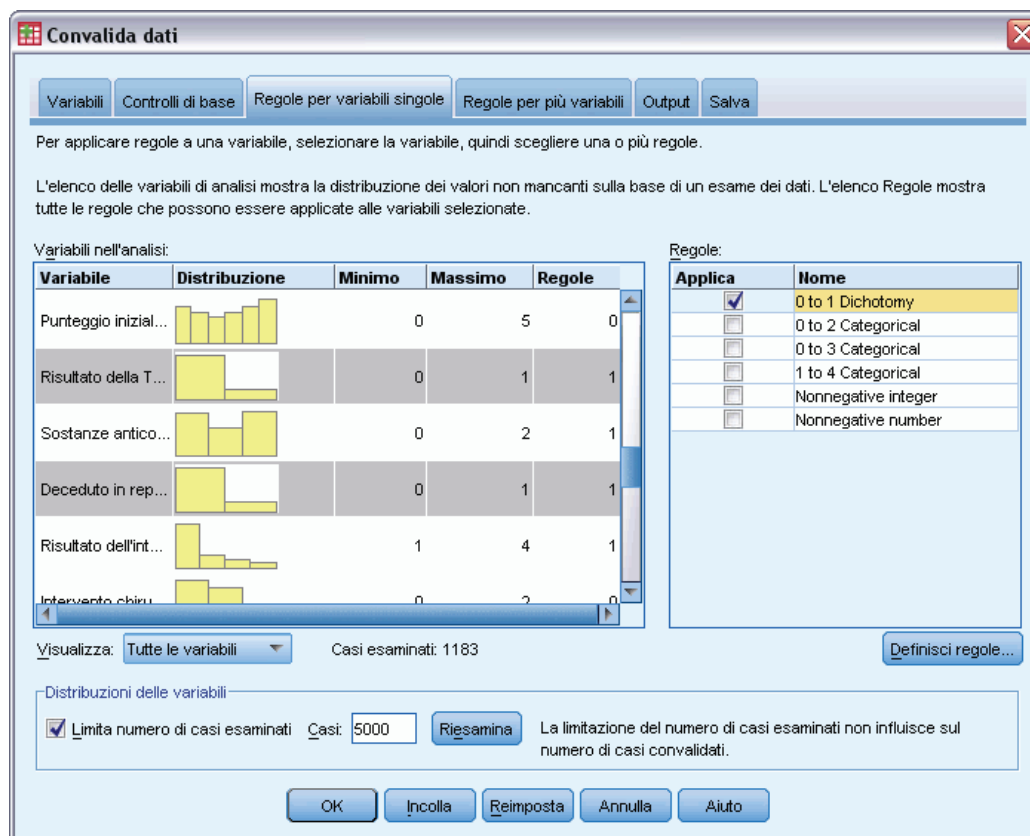 Convalida dati
Variabili Controlli di base Regole per variabili singole Regole per più variabili Output Salva
Per applicare regole a una variabile, selezionare la variabile, quindi scegliere una o più regole.
L'elenco delle variabili di analisi mostra la distribuzione dei valori non mancanti sulla base di un esame dei dati. L'elenco Regole mostra
tutte le regole che possono essere applicate alle variabili selezionate.
Variabili nell'analisi:
Variabile Distribuzione Minimo Massimo Regole
Punteggio inizial... 0 5 0
Risultato della T... 0 1 1
Sostanze antico... 0 2 1
Deceduto in rep... 0 1 1
Risultato dell'int... 1 4 1
Intervento chiru... 0 2 0
Regole:
Applica Nome
0 to 1 Dichotomy
0 to 2 Categorical
0 to 3 Categorical
1 to 4 Categorical
Nonnegative integer
Nonnegative number
Visualizza: Tutte le variabili Casi esaminati: 1183 Definisci regole...
Distribuzioni delle variabili
Limita numero di casi esaminati Casi: 5000 Riesamina La limitazione del numero di casi esaminati non influisce sul
numero di casi convalidati.
OK Incolla Reimposta Annulla Aiuto